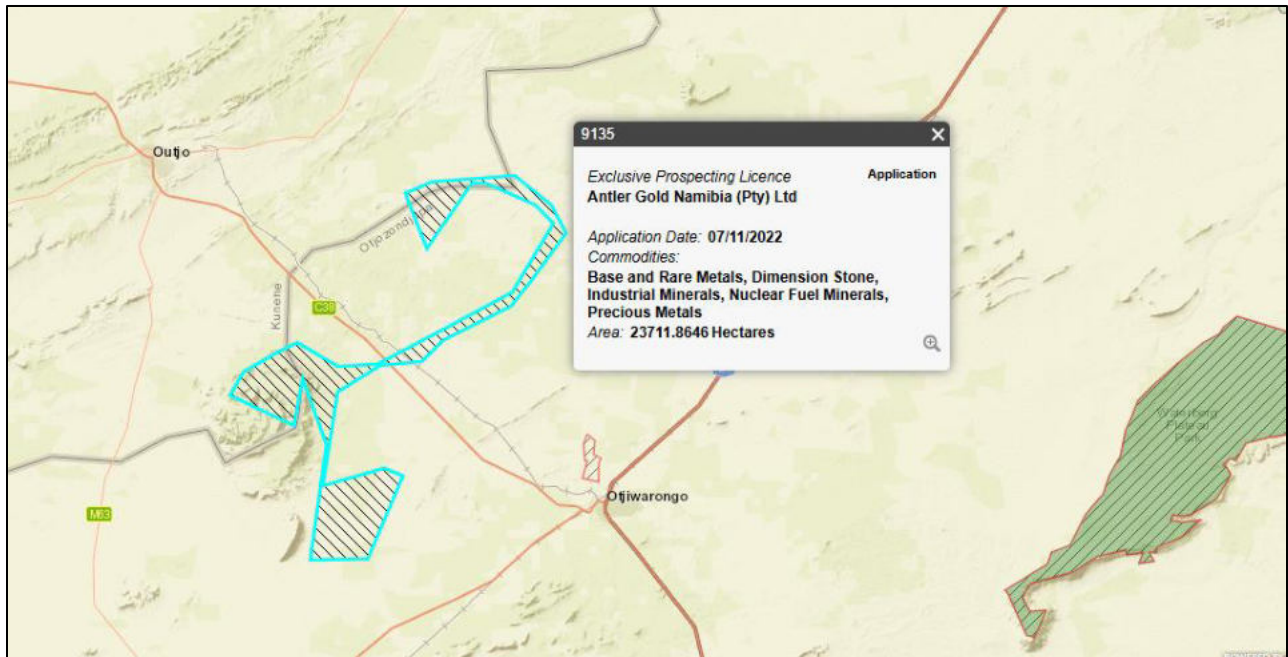 Outjo
Otjozondjupa
Kunene
C38
M63
Otjiwarongo
Waterberg
Plateau
Park
9135
Exclusive Prospecting Licence
Application
Antler Gold Namibia (Pty) Ltd
Application Date: 07/11/2022
Commodities:
Base and Rare Metals, Dimension Stone,
Industrial Minerals, Nuclear Fuel Minerals,
Precious Metals
Area: 23711.8646 Hectares